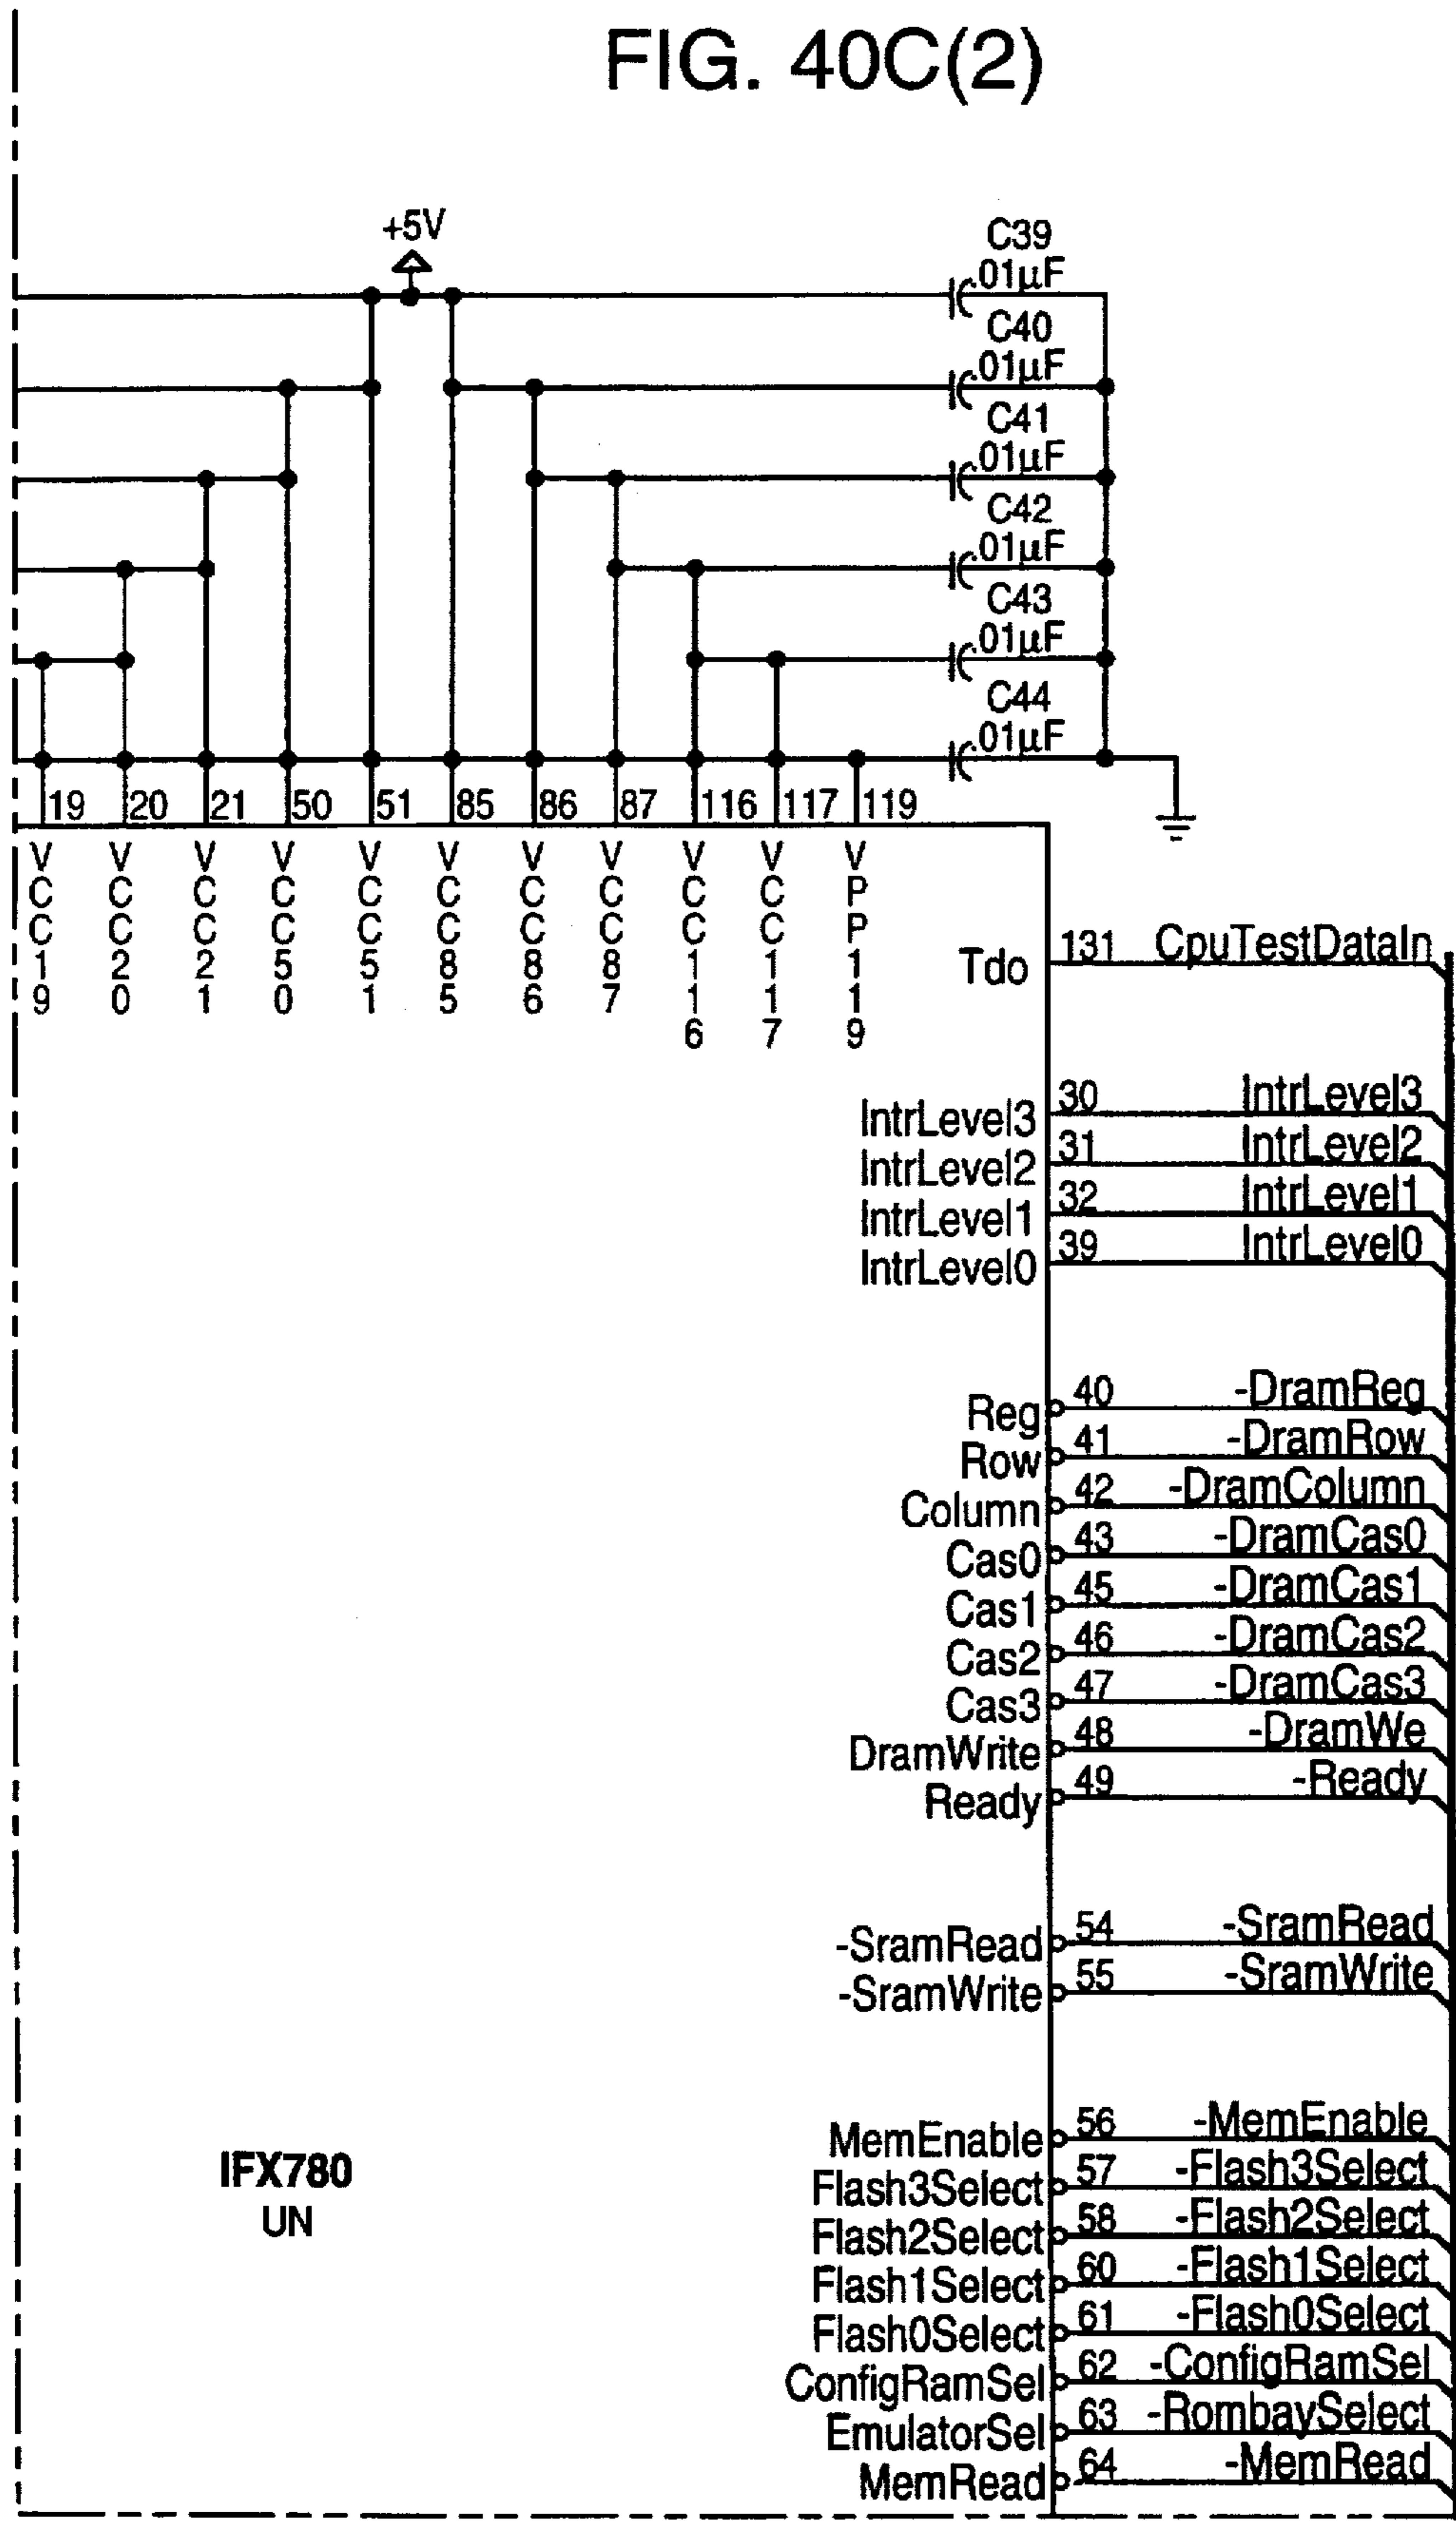 FIG. 40C(2)
+5V
C39
.01µF
C40
.01µF
C41
.01µF
C42
.01µF
C43
.01µF
C44
.01µF
19 20 21 50 51 85 86 87 116 117 119
VCC19 VCC20 VCC21 VCC50 VCC51 VCC85 VCC86 VCC87 VCC116 VCC117 VPP119
Tdo 131 CpuTestDataIn
IntrLevel3 30 IntrLevel3
IntrLevel2 31 IntrLevel2
IntrLevel1 32 IntrLevel1
IntrLevel0 39 IntrLevel0
Reg 40 -DramReg
Row 41 -DramRow
Column 42 -DramColumn
Cas0 43 -DramCas0
Cas1 45 -DramCas1
Cas2 46 -DramCas2
Cas3 47 -DramCas3
DramWrite 48 -DramWe
Ready 49 -Ready
-SramRead 54 -SramRead
-SramWrite 55 -SramWrite
MemEnable 56 -MemEnable
Flash3Select 57 -Flash3Select
Flash2Select 58 -Flash2Select
Flash1Select 60 -Flash1Select
Flash0Select 61 -Flash0Select
ConfigRamSel 62 -ConfigRamSel
EmulatorSel 63 -RombaySelect
MemRead 64 -MemRead
IFX780
UN